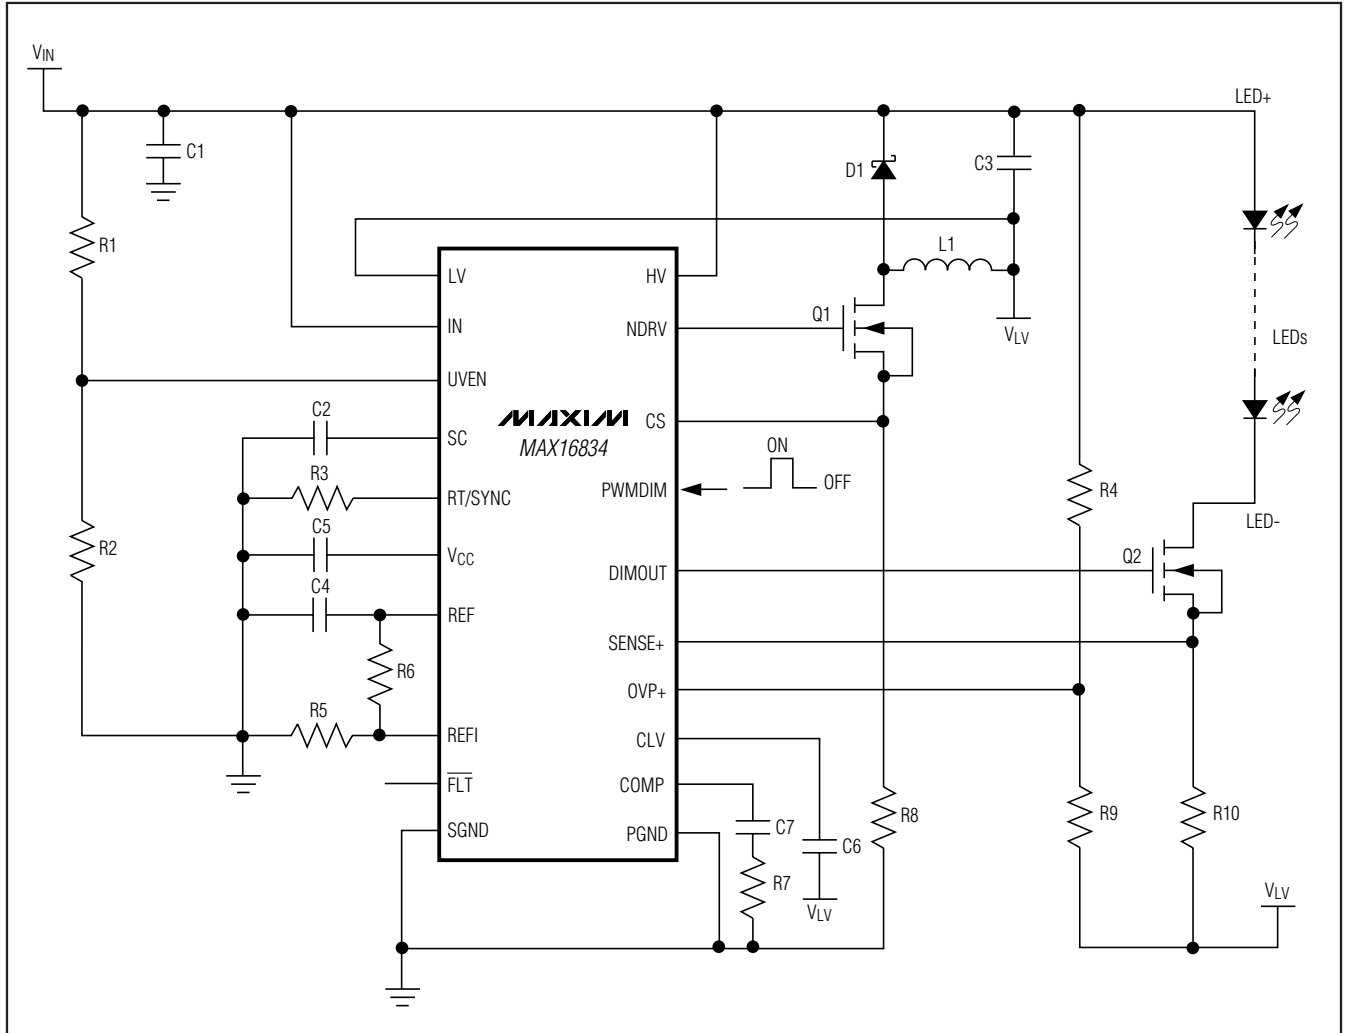 VIN
LED+
C1
D1
C3
R1
L1
LV
HV
Q1
IN
NDRV
VLV
LEDs
UVEN
C2
MAXIM
CS
SC
MAX16834
ON
R3
PWMDIM
OFF
R4
RT/SYNC
LED-
C5
R2
VCC
Q2
C4
DIMOUT
REF
SENSE+
R6
OVP+
R5
REFI
CLV
FLT
COMP
R8
R9
R10
SGND
PGND
C7
C6
R7
VLV
VLV